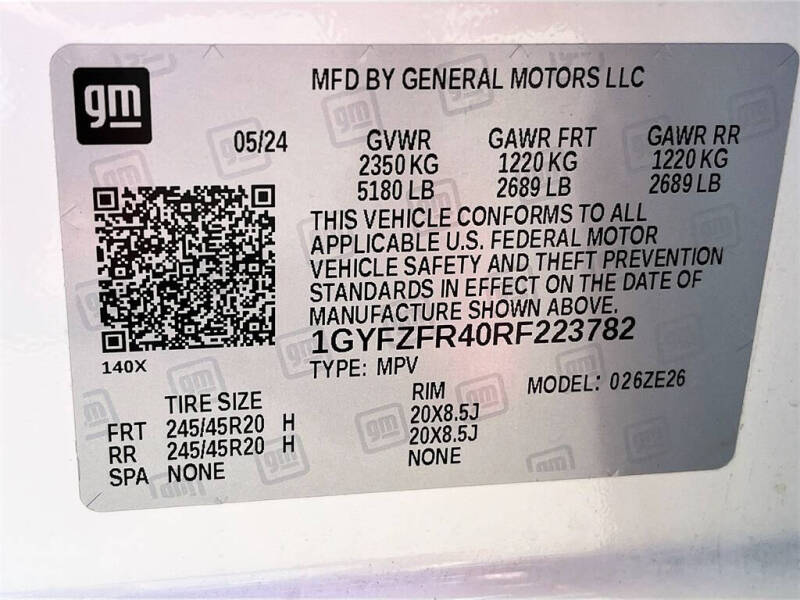 gm
MFD BY GENERAL MOTORS LLC
05/24 GVWR GAWR FRT GAWR RR
2350 KG 1220 KG 1220 KG
5180 LB 2689 LB 2689 LB
THIS VEHICLE CONFORMS TO ALL
APPLICABLE U.S. FEDERAL MOTOR
VEHICLE SAFETY AND THEFT PREVENTION
STANDARDS IN EFFECT ON THE DATE OF
MANUFACTURE SHOWN ABOVE.
1GYFZFR40RF223782
140X
TYPE: MPV MODEL: 026ZE26
TIRE SIZE RIM
FRT 245/45R20 H 20X8.5J
RR 245/45R20 H 20X8.5J
SPA NONE NONE